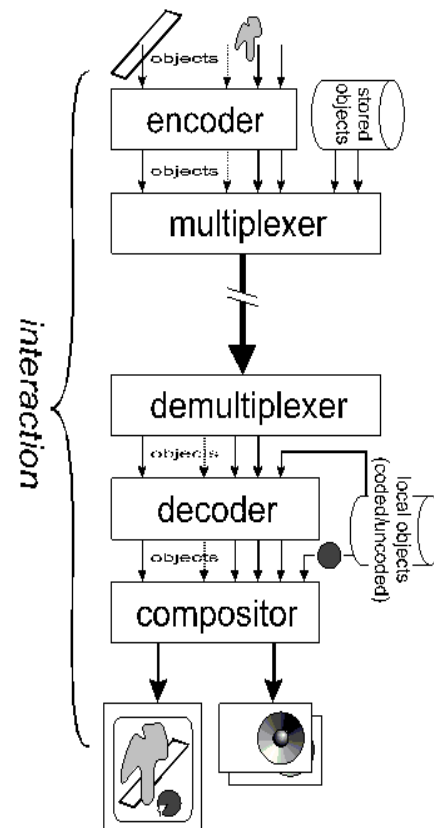 objects
encoder
stored
objects
objects
multiplexer
interaction
demultiplexer
objects
local objects
(coded/uncoded)
decoder
objects
compositor